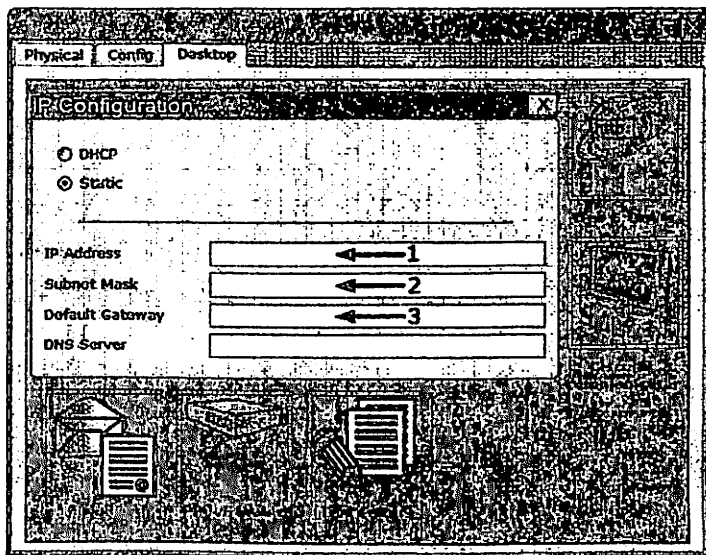 Physical Config Desktop
IP Configuration
X
DHCP
Static
IP Address 1
Subnet Mask 2
Default Gateway 3
DNS Server